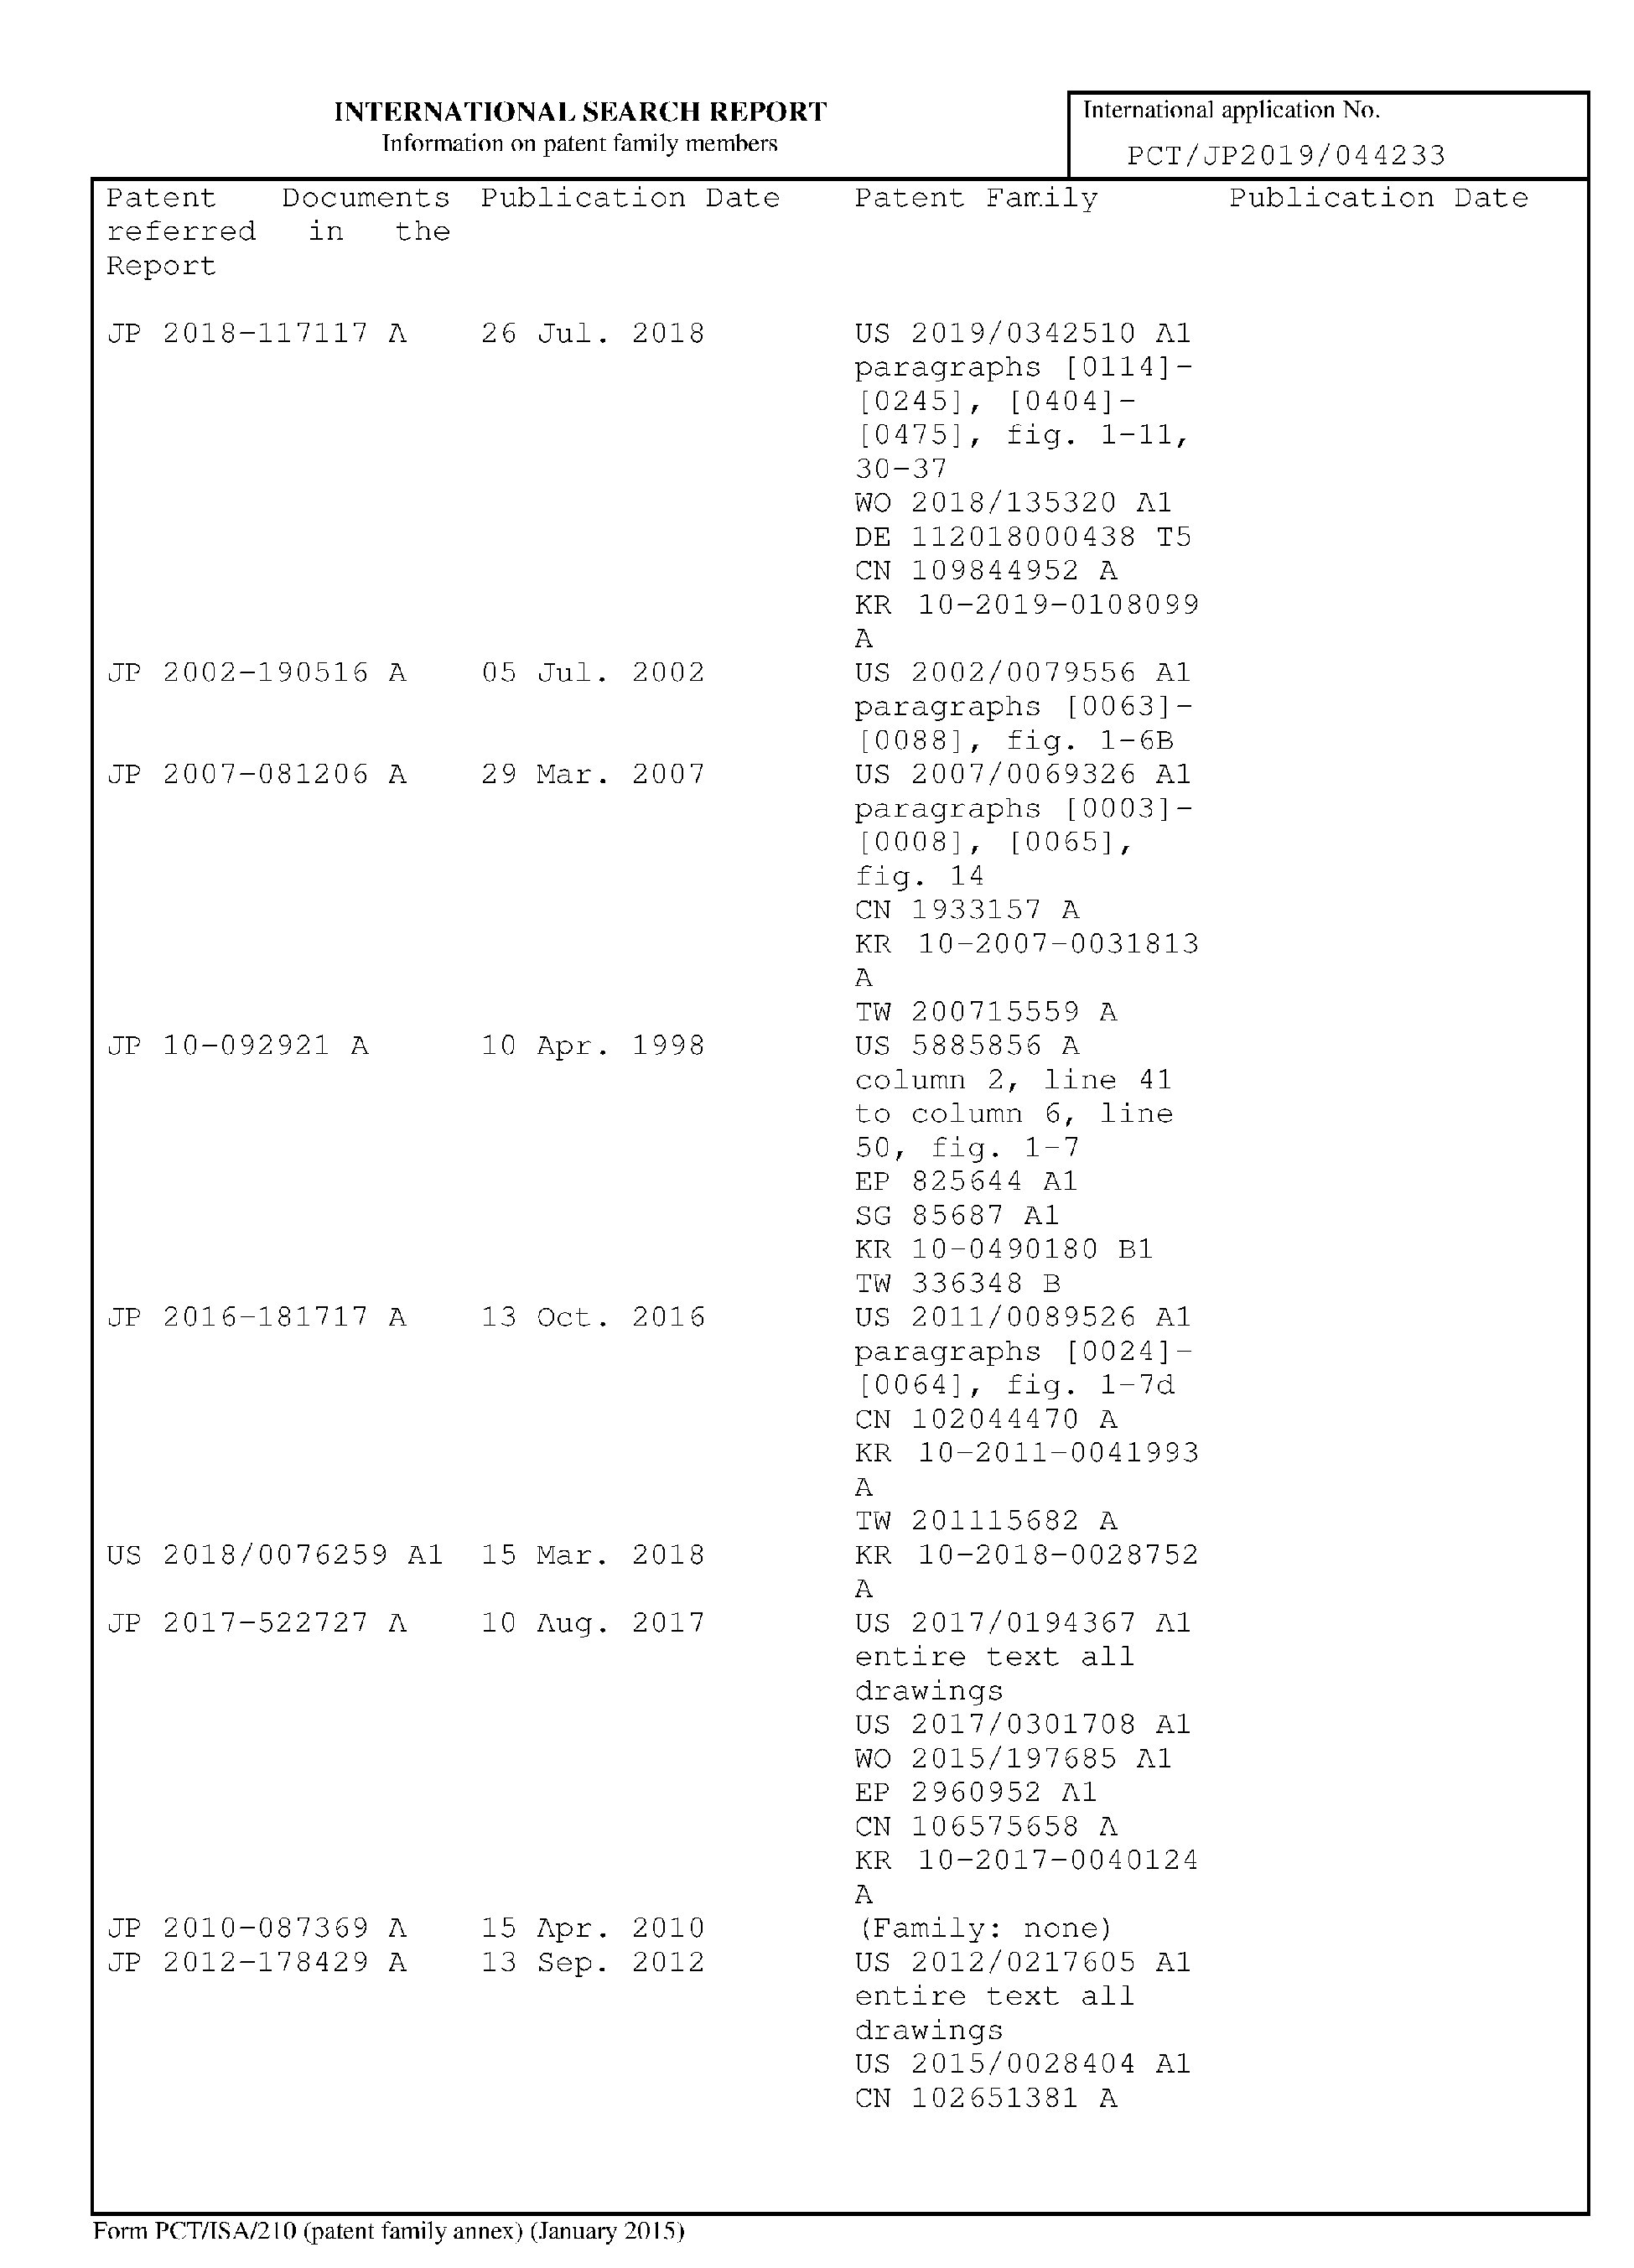 INTERNATIONAL SEARCH REPORT
Information on patent family members
International application No.
PCT/JP2019/044233
Patent Documents Publication Date Patent Family Publication Date
referred in the
Report
JP 2018-117117 A 26 Jul. 2018 US 2019/0342510 A1
paragraphs [0114]-
[0245], [0404]-
[0475], fig. 1-11,
30-37
WO 2018/135320 A1
DE 112018000438 T5
CN 109844952 A
KR 10-2019-0108099
A
JP 2002-190516 A 05 Jul. 2002 US 2002/0079556 A1
paragraphs [0063]-
[0088], fig. 1-6B
JP 2007-081206 A 29 Mar. 2007 US 2007/0069326 A1
paragraphs [0003]-
[0008], [0065],
fig. 14
CN 1933157 A
KR 10-2007-0031813
A
TW 200715559 A
JP 10-092921 A 10 Apr. 1998 US 5885856 A
column 2, line 41
to column 6, line
50, fig. 1-7
EP 825644 A1
SG 85687 A1
KR 10-0490180 B1
TW 336348 B
JP 2016-181717 A 13 Oct. 2016 US 2011/0089526 A1
paragraphs [0024]-
[0064], fig. 1-7d
CN 102044470 A
KR 10-2011-0041993
A
TW 201115682 A
US 2018/0076259 A1 15 Mar. 2018 KR 10-2018-0028752
A
JP 2017-522727 A 10 Aug. 2017 US 2017/0194367 A1
entire text all
drawings
US 2017/0301708 A1
WO 2015/197685 A1
EP 2960952 A1
CN 106575658 A
KR 10-2017-0040124
A
JP 2010-087369 A 15 Apr. 2010 (Family: none)
JP 2012-178429 A 13 Sep. 2012 US 2012/0217605 A1
entire text all
drawings
US 2015/0028404 A1
CN 102651381 A
Form PCT/ISA/210 (patent family annex) (January 2015)